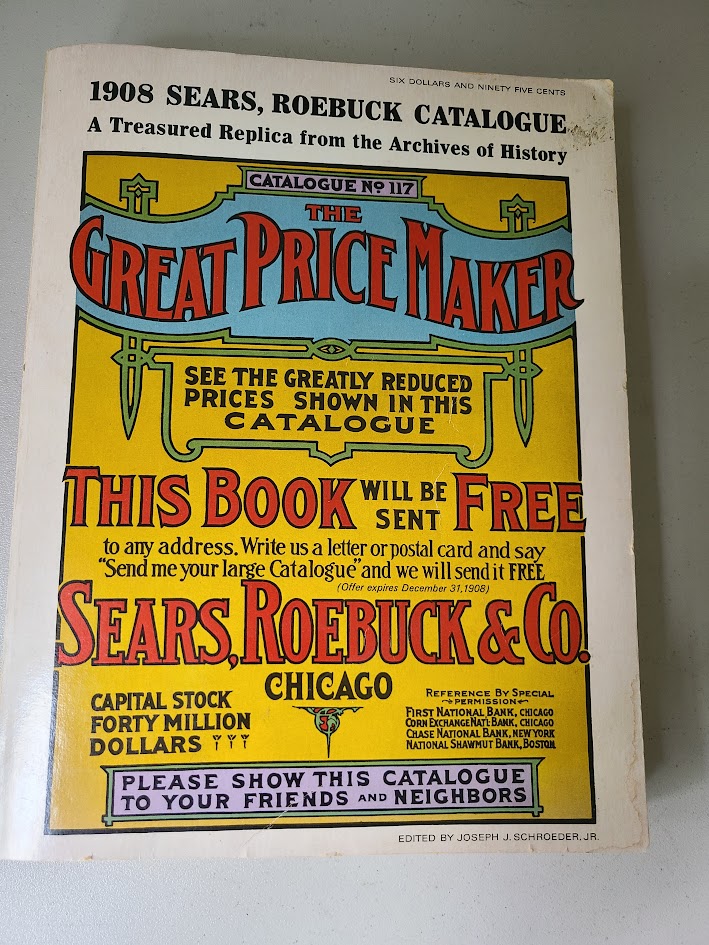 SIX DOLLARS AND NINETY FIVE CENTS
1908 SEARS, ROEBUCK CATALOGUE
A Treasured Replica from the Archives of History
CATALOGUE No 117
THE
GREAT PRICE MAKER
SEE THE GREATLY REDUCED
PRICES SHOWN IN THIS
CATALOGUE
THIS BOOK WILL BE SENT FREE
to any address. Write us a letter or postal card and say
"Send me your large Catalogue" and we will send it FREE
(Offer expires December 31, 1908)
SEARS, ROEBUCK & CO.
CHICAGO
CAPITAL STOCK
FORTY MILLION
DOLLARS
REFERENCE BY SPECIAL
PERMISSION
FIRST NATIONAL BANK, CHICAGO
CORN EXCHANGE NAT'L BANK, CHICAGO
CHASE NATIONAL BANK, NEW YORK
NATIONAL SHAWMUT BANK, BOSTON
PLEASE SHOW THIS CATALOGUE
TO YOUR FRIENDS AND NEIGHBORS
EDITED BY JOSEPH J. SCHROEDER, JR.